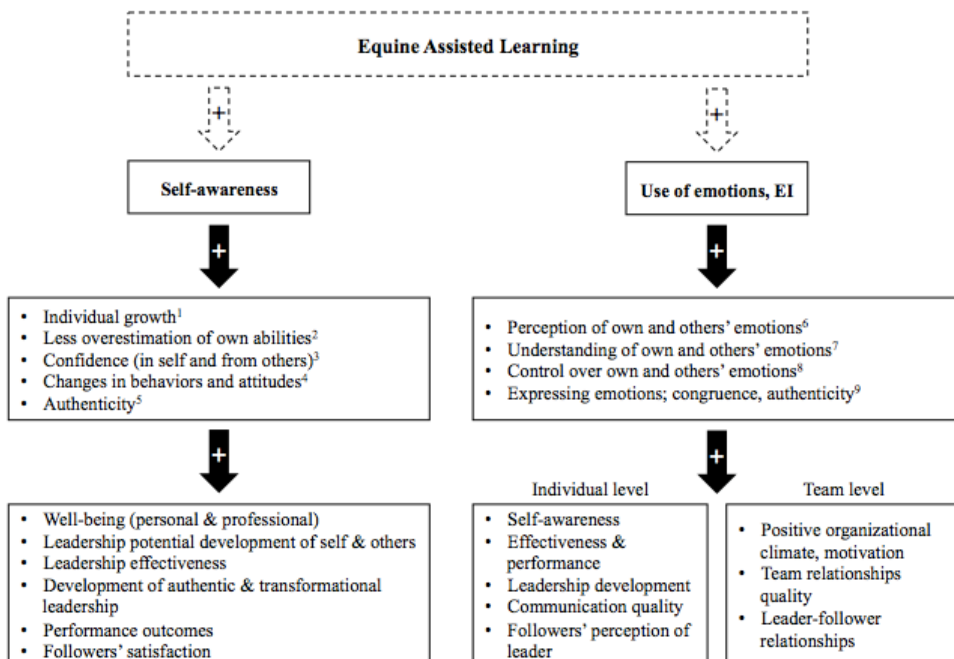 Equine Assisted Learning
+
+
Self-awareness
Use of emotions, EI
+
+
• Individual growth¹
• Less overestimation of own abilities²
• Confidence (in self and from others)³
• Changes in behaviors and attitudes⁴
• Authenticity⁵
• Perception of own and others' emotions⁶
• Understanding of own and others' emotions⁷
• Control over own and others' emotions⁸
• Expressing emotions; congruence, authenticity⁹
+
+
Individual level
Team level
• Well-being (personal & professional)
• Leadership potential development of self & others
• Leadership effectiveness
• Development of authentic & transformational
leadership
• Performance outcomes
• Followers' satisfaction
• Self-awareness
• Effectiveness &
performance
• Leadership development
• Communication quality
• Followers' perception of
leader
• Positive organizational
climate, motivation
• Team relationships
quality
• Leader-follower
relationships